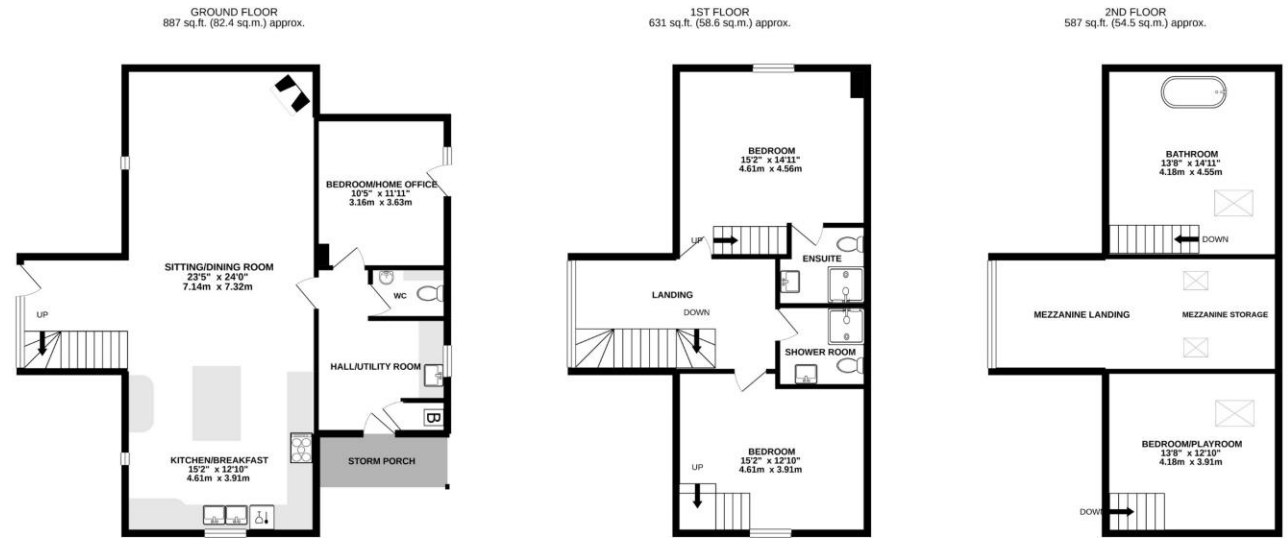 GROUND FLOOR
887 sq.ft. (82.4 sq.m.) approx.
SITTING/DINING ROOM
23'5" x 24'0"
7.14m x 7.32m
BEDROOM/HOME OFFICE
10'5" x 11'11"
3.16m x 3.63m
WC
UP
HALL/UTILITY ROOM
B
KITCHEN/BREAKFAST
15'2" x 12'10"
4.61m x 3.91m
STORM PORCH
1ST FLOOR
631 sq.ft. (58.6 sq.m.) approx.
BEDROOM
15'2" x 14'11"
4.61m x 4.56m
UP
ENSUITE
LANDING
DOWN
SHOWER ROOM
BEDROOM
15'2" x 12'10"
4.61m x 3.91m
UP
2ND FLOOR
587 sq.ft. (54.5 sq.m.) approx.
BATHROOM
13'8" x 14'11"
4.18m x 4.55m
DOWN
MEZZANINE LANDING
MEZZANINE STORAGE
BEDROOM/PLAYROOM
13'8" x 12'10"
4.18m x 3.91m
DOWN